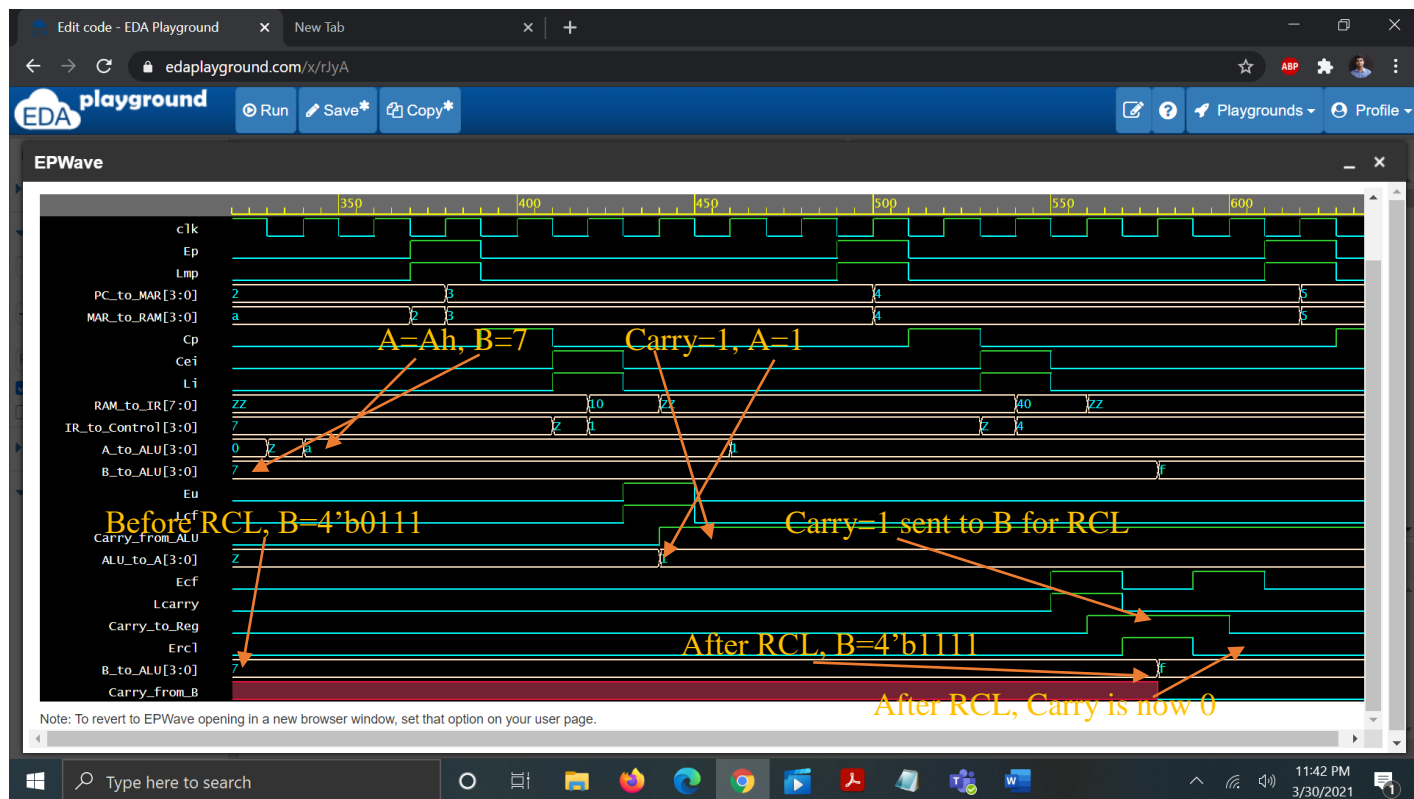 Edit code - EDA Playground
New Tab
edaplayground.com/x/rJyA
ABP
EDA playground
Run
Save*
Copy*
Playgrounds
Profile
EPWave
350 400 450 500 550 600
clk
Ep
Lmp
PC_to_MAR[3:0] 2 3 4 5
MAR_to_RAM[3:0] a 2 3 4 5
Cp
A=Ah, B=7
Carry=1, A=1
Cei
Li
RAM_to_IR[7:0] ZZ 10 ZZ 40 ZZ
IR_to_Control[3:0] 7 Z 1 Z 4
A_to_ALU[3:0] 0 Z a 1
B_to_ALU[3:0] 7 f
Eu
Lcf
Before RCL, B=4’b0111
Carry=1 sent to B for RCL
Carry_from_ALU
ALU_to_A[3:0] Z 1
Ecf
Lcarry
Carry_to_Reg
Ercl
After RCL, B=4’b1111
B_to_ALU[3:0] 7 f
Carry_from_B
After RCL, Carry is now 0
Note: To revert to EPWave opening in a new browser window, set that option on your user page.
Type here to search
11:42 PM
3/30/2021
1